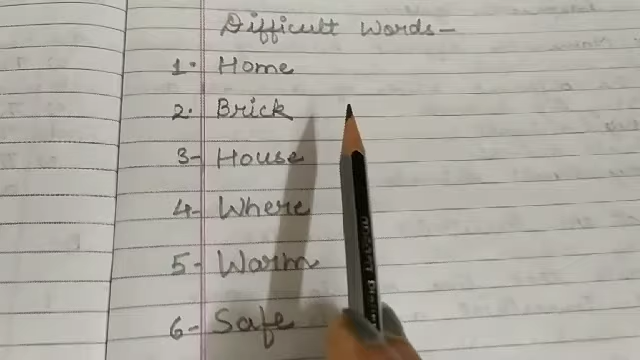 Difficult Words-
1. Home
2. Brick
3- House
4- Where
5- Warm
6- Safe